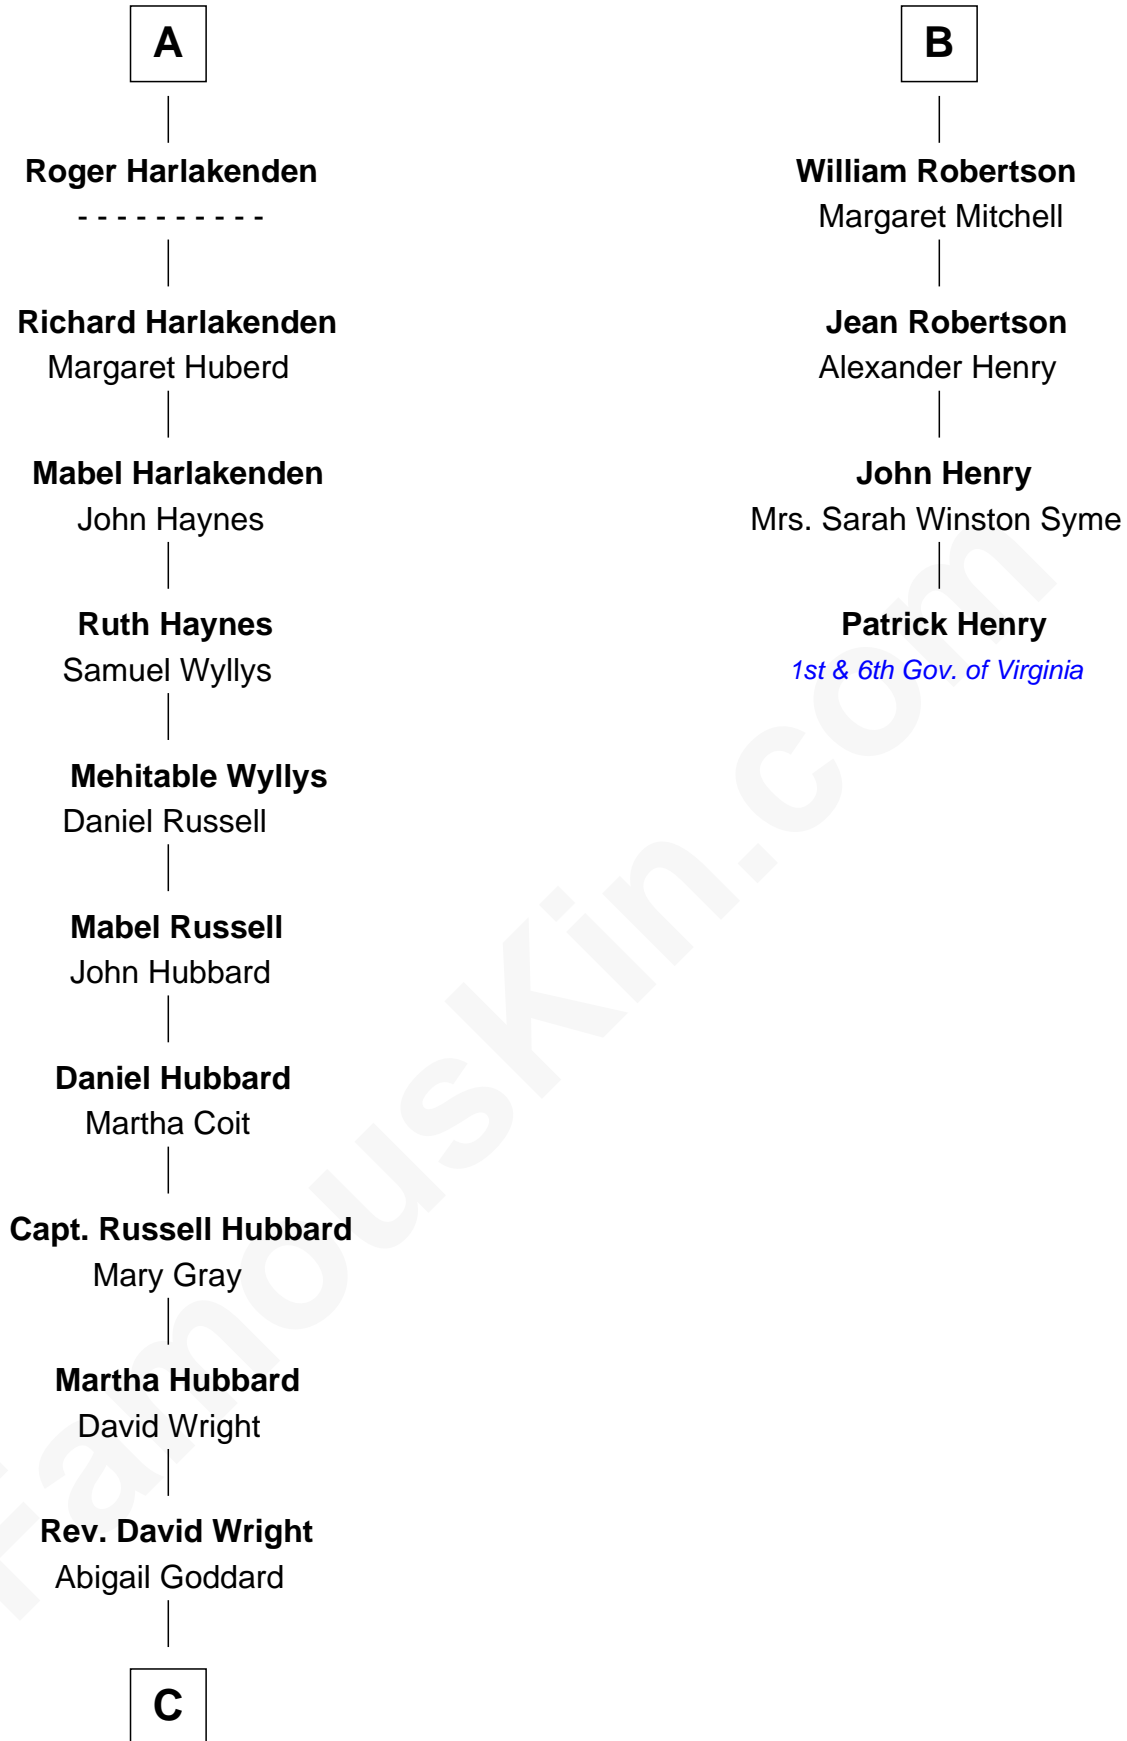 A
Roger Harlakenden
- - - - - - - - - -
Richard Harlakenden
Margaret Huberd
Mabel Harlakenden
John Haynes
Ruth Haynes
Samuel Wyllys
Mehitable Wyllys
Daniel Russell
Mabel Russell
John Hubbard
Daniel Hubbard
Martha Coit
Capt. Russell Hubbard
Mary Gray
Martha Hubbard
David Wright
Rev. David Wright
Abigail Goddard
C
B
William Robertson
Margaret Mitchell
Jean Robertson
Alexander Henry
John Henry
Mrs. Sarah Winston Syme
Patrick Henry
1st & 6th Gov. of Virginia
FamousKin.com